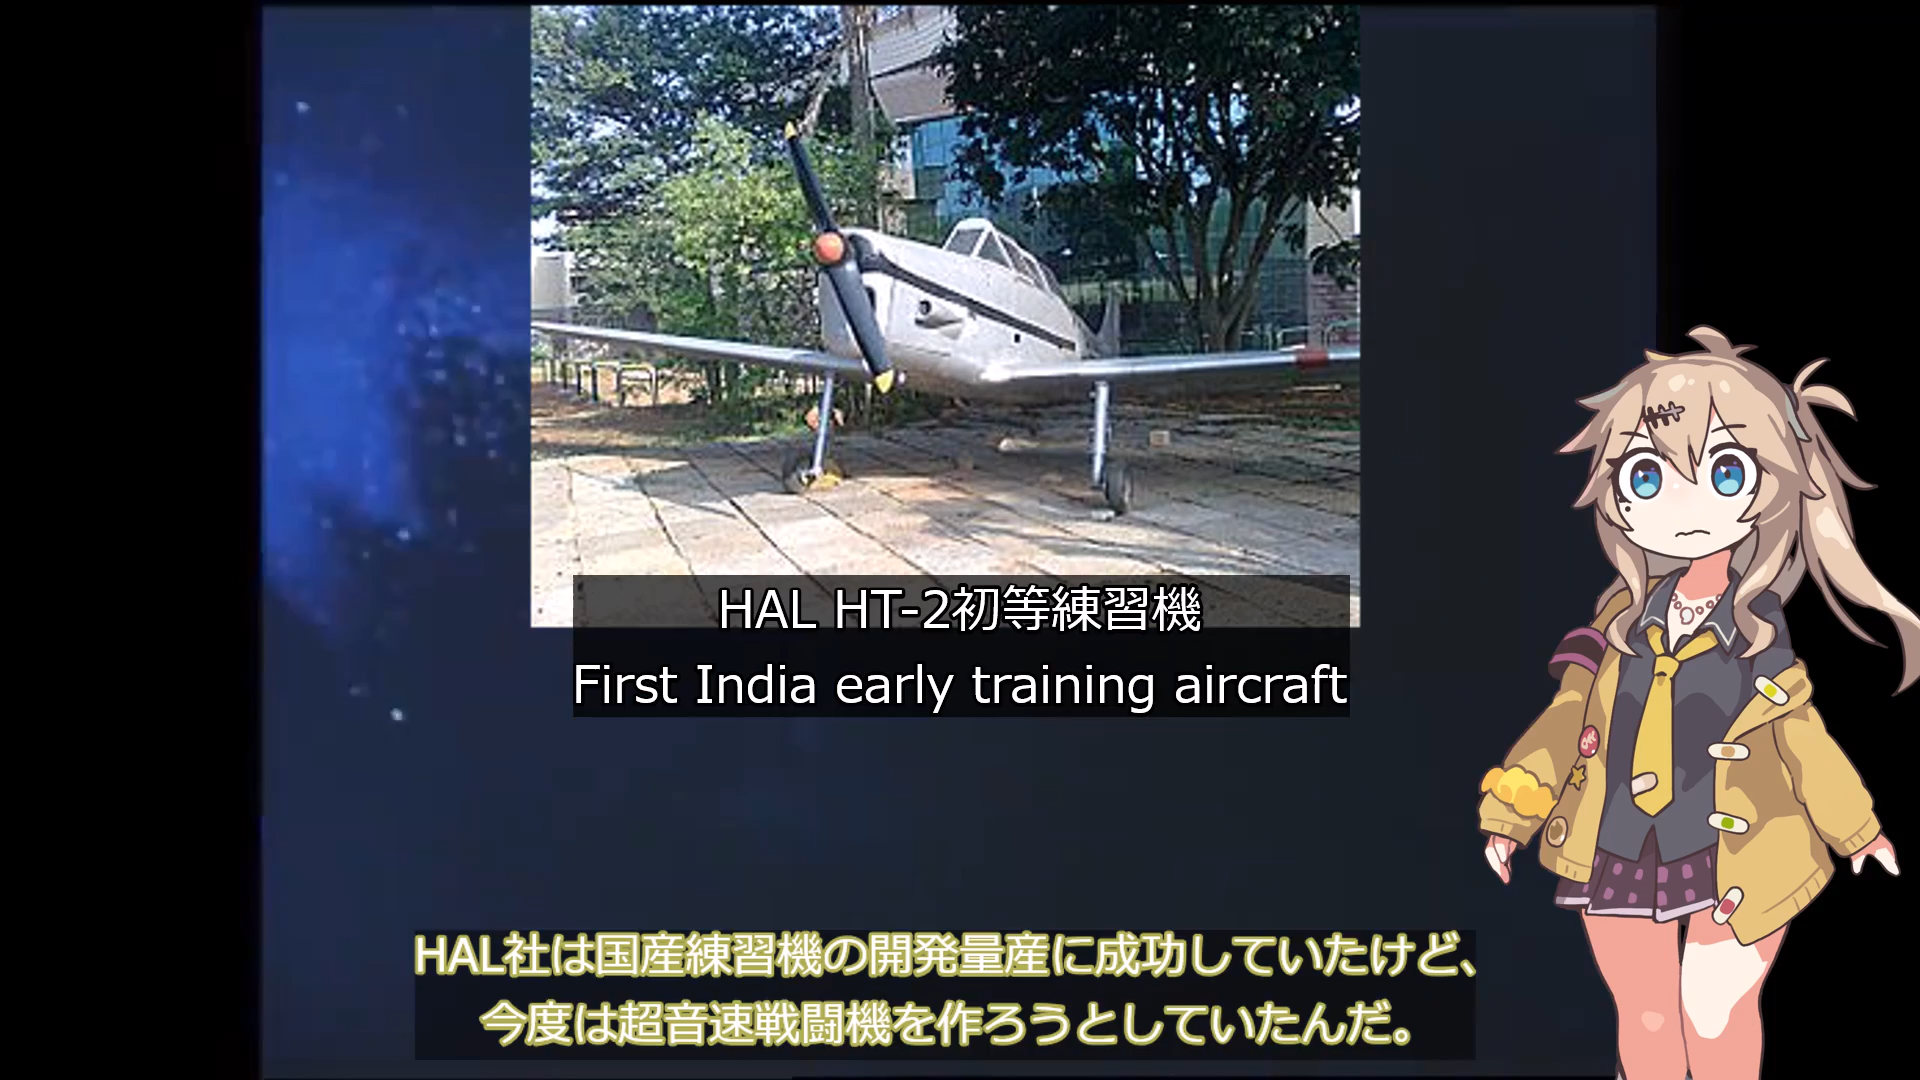 HAL HT-2初等練習機
First India early training aircraft
HAL社は国産練習機の開発量産に成功していたけど、
今度は超音速戦闘機を作ろうとしていたんだ。